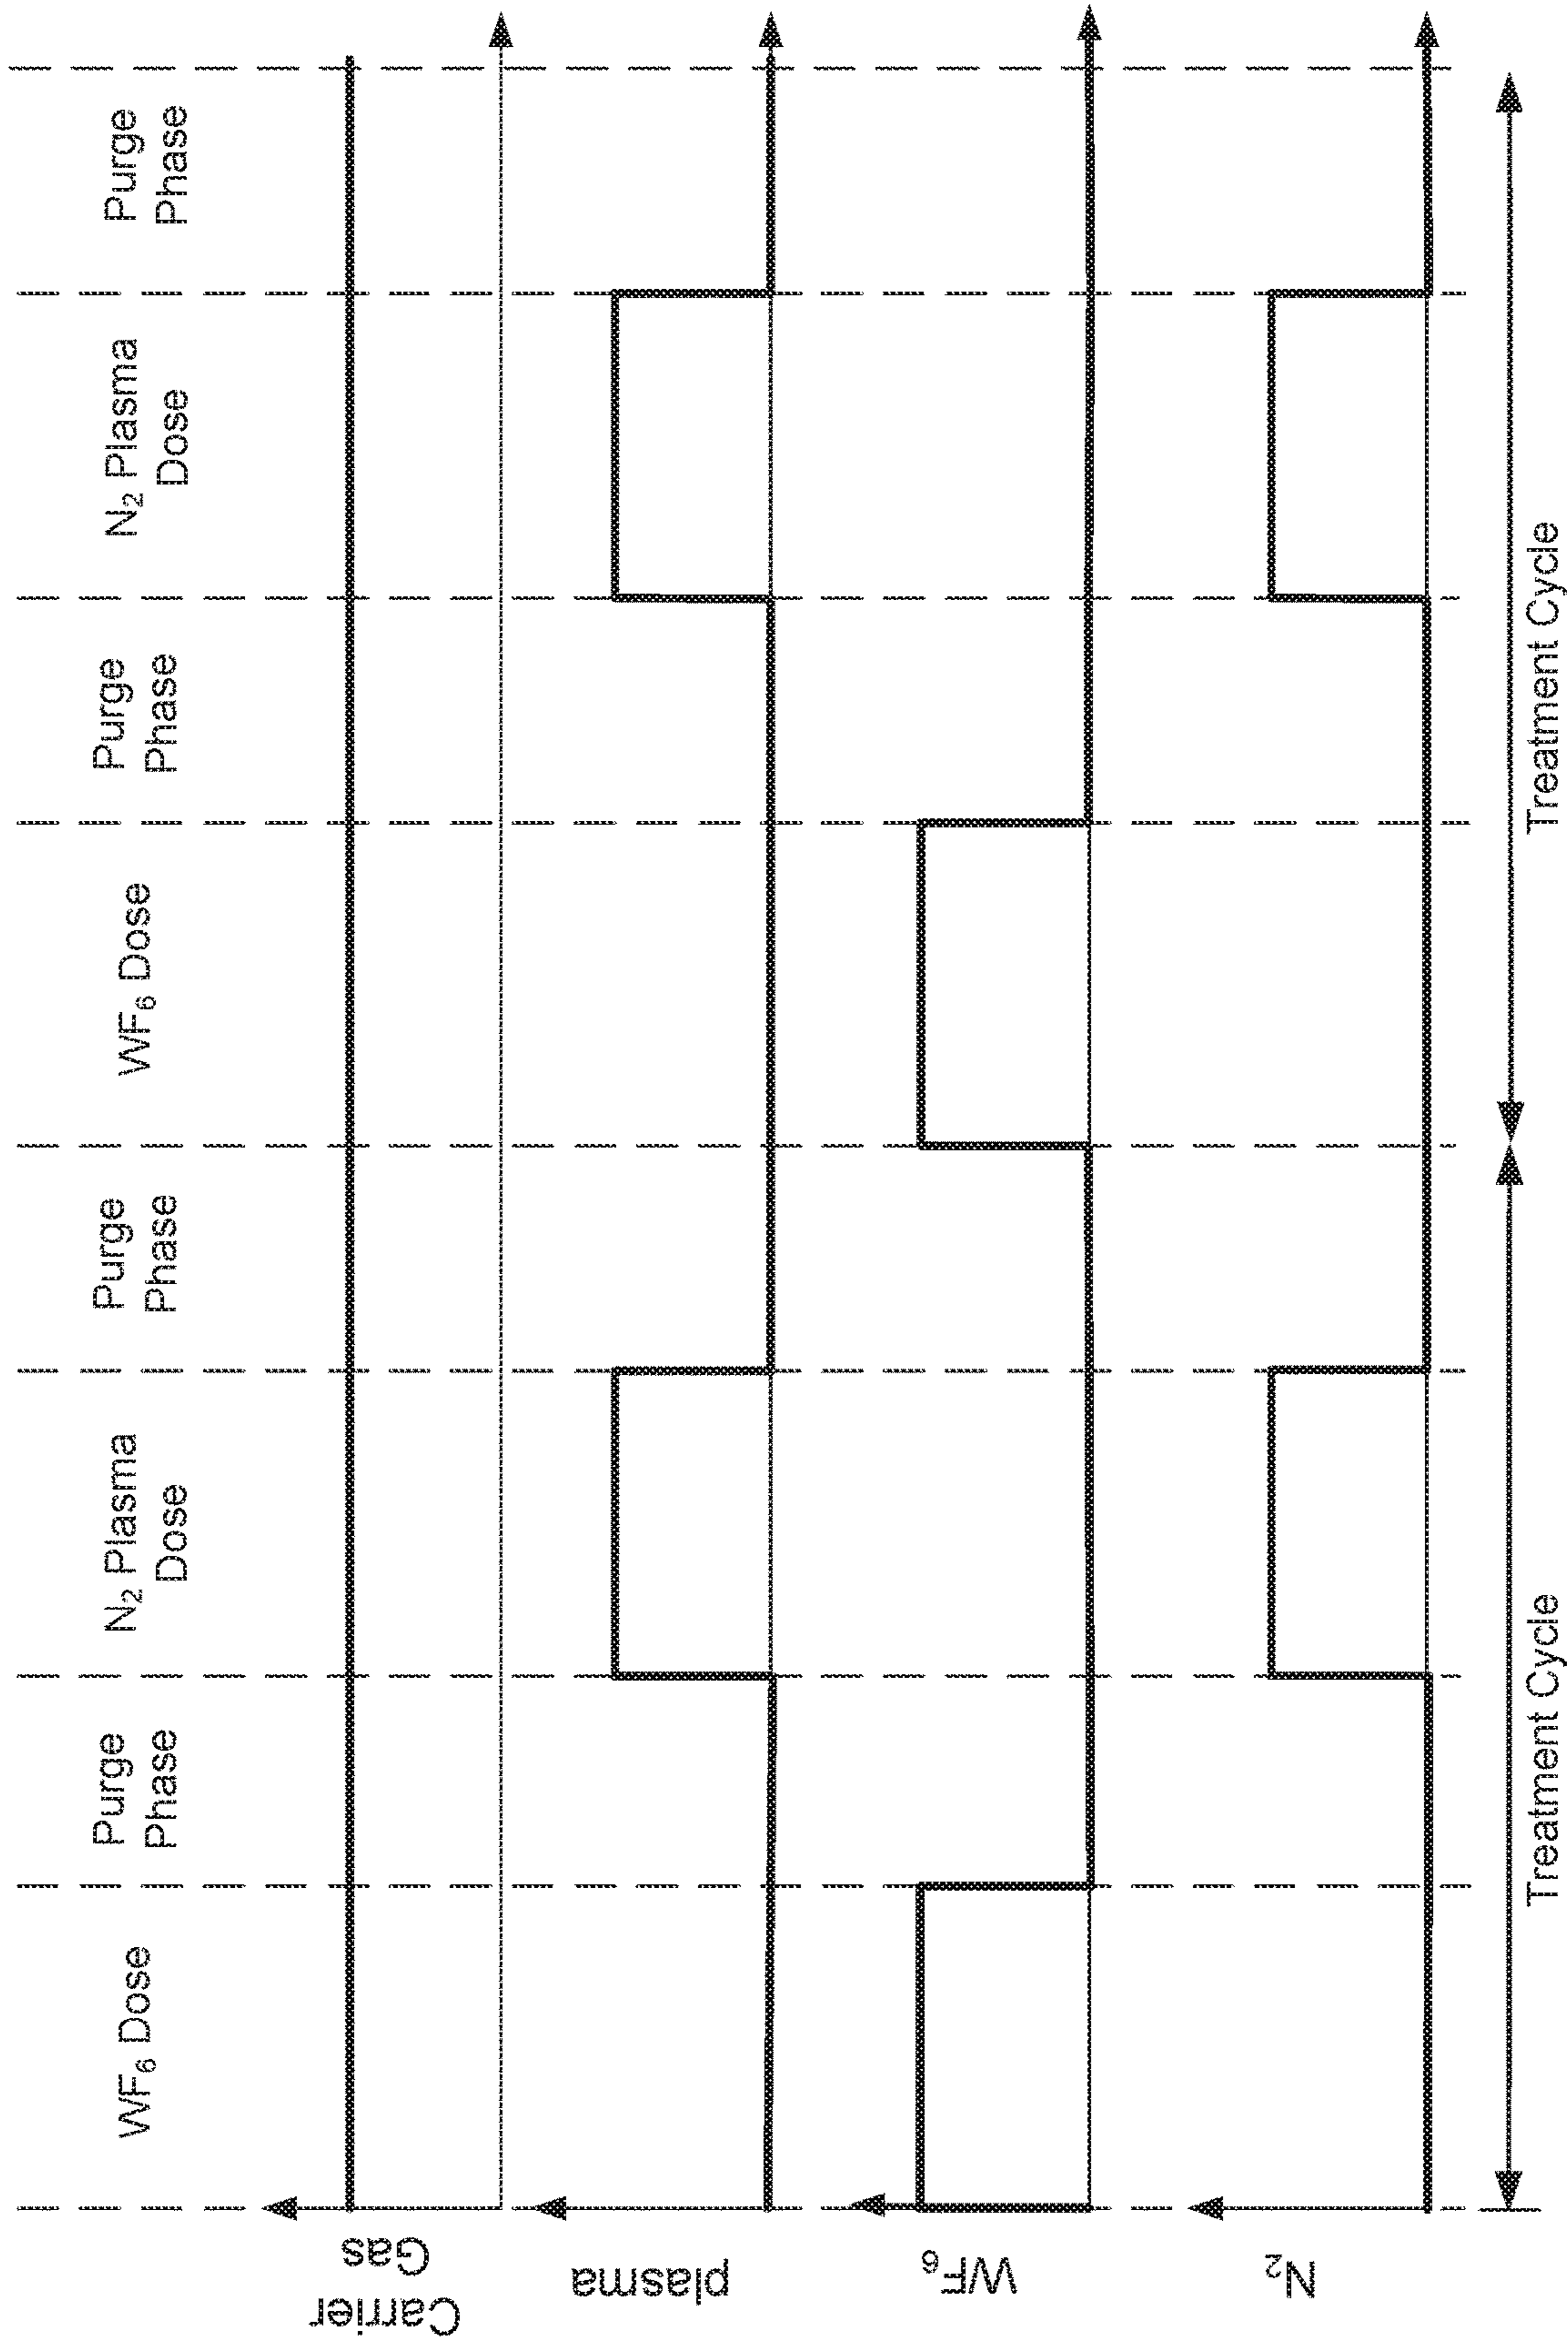 WF₆ Dose
Purge
Phase
N₂ Plasma
Dose
Purge
Phase
WF₆ Dose
Purge
Phase
N₂ Plasma
Dose
Purge
Phase
Carrier
Gas
plasma
WF₆
N₂
Treatment Cycle
Treatment Cycle